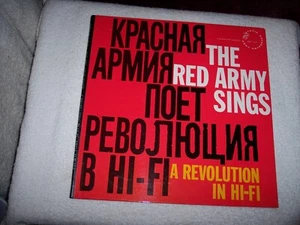 КРАСНАЯ
АРМИЯ
ПОЕТ
РЕВОЛЮЦИЯ
В HI-FI
THE
RED ARMY
SINGS
A REVOLUTION
IN HI-FI